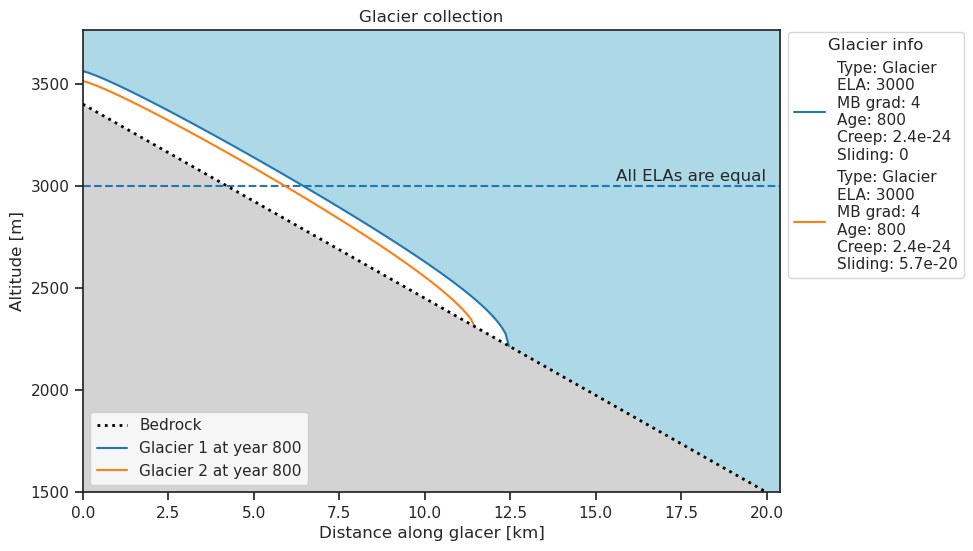 Glacier collection
Altitude [m]
3500
3000
2500
2000
1500
All ELAs are equal
Bedrock
Glacier 1 at year 800
Glacier 2 at year 800
0.0 2.5 5.0 7.5 10.0 12.5 15.0 17.5 20.0
Distance along glacer [km]
Glacier info
Type: Glacier
ELA: 3000
MB grad: 4
Age: 800
Creep: 2.4e-24
Sliding: 0
Type: Glacier
ELA: 3000
MB grad: 4
Age: 800
Creep: 2.4e-24
Sliding: 5.7e-20